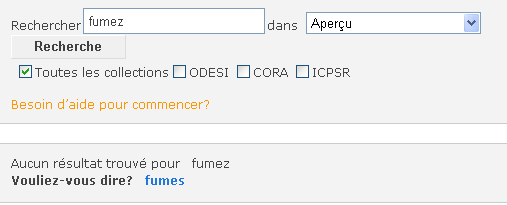 Rechercher fumez dans Aperçu
Recherche
Toutes les collections ODESI CORA ICPSR
Besoin d'aide pour commencer?
Aucun résultat trouvé pour fumez
Vouliez-vous dire? fumes